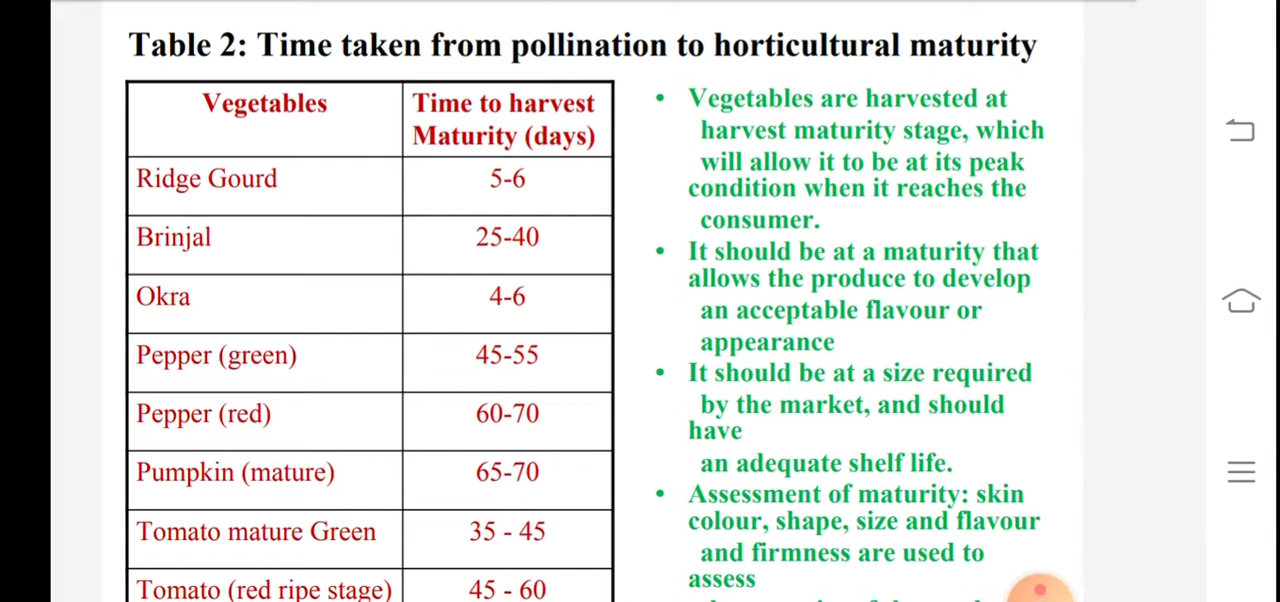 Table 2: Time taken from pollination to horticultural maturity
Vegetables
Time to harvest
Maturity (days)
Ridge Gourd 5-6
Brinjal 25-40
Okra 4-6
Pepper (green) 45-55
Pepper (red) 60-70
Pumpkin (mature) 65-70
Tomato mature Green 35 - 45
Tomato (red ripe stage) 45 - 60
• Vegetables are harvested at
harvest maturity stage, which
will allow it to be at its peak
condition when it reaches the
consumer.
• It should be at a maturity that
allows the produce to develop
an acceptable flavour or
appearance
• It should be at a size required
by the market, and should
have
an adequate shelf life.
• Assessment of maturity: skin
colour, shape, size and flavour
and firmness are used to
assess